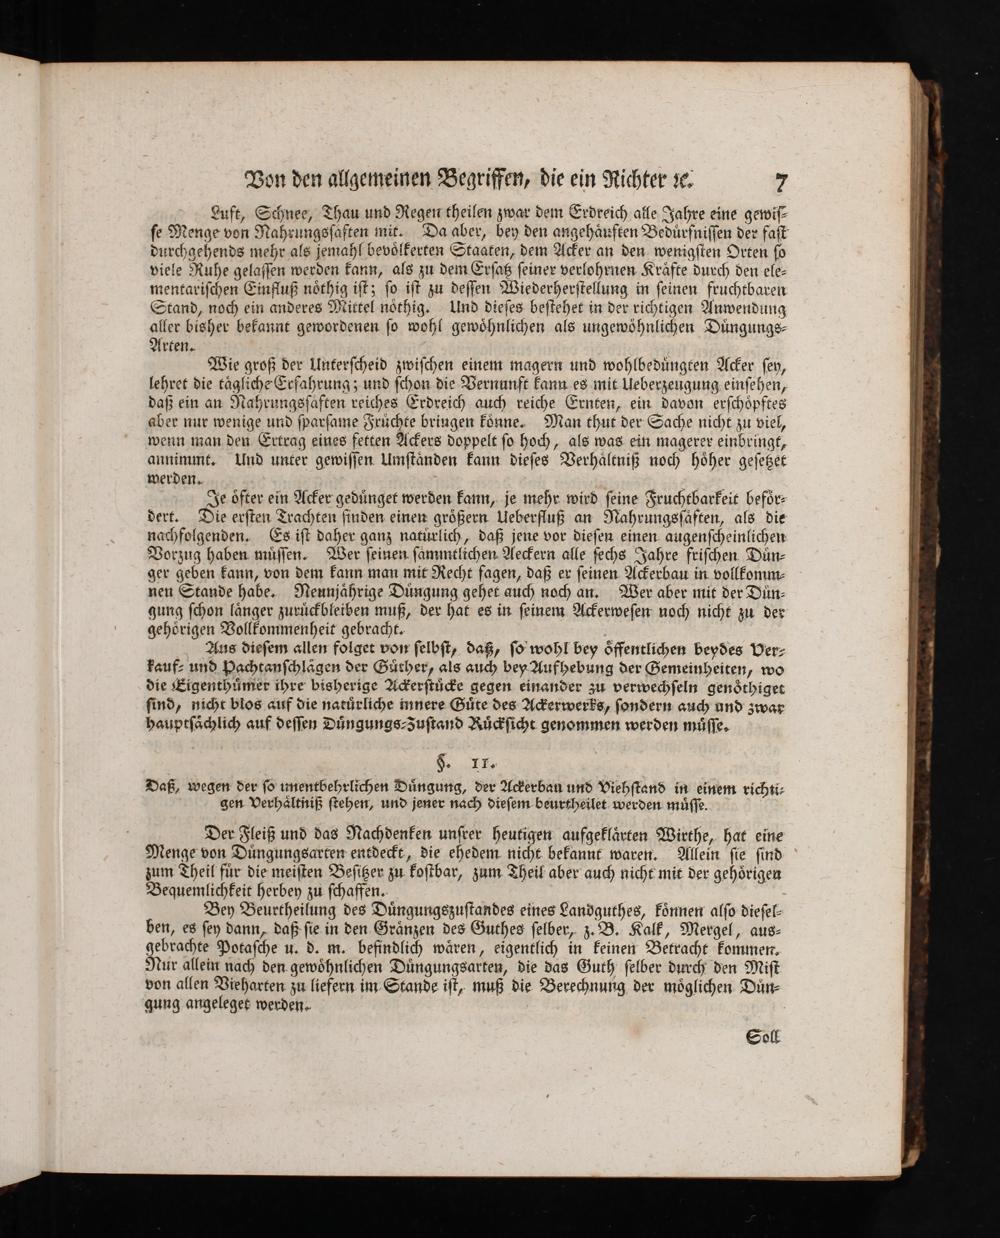 Von den allgemeinen Begriffen, die ein Richter ꝛc. 7
Luft, Schnee, Thau und Regen theilen zwar dem Erdreich alle Jahre eine gewis-
se Menge von Nahrungssäften mit. Da aber, bey den angehäuften Bedürfnissen der fast
durchgehends mehr als jemahl bevölkerten Staaten, dem Acker an den wenigsten Orten so
viele Ruhe gelassen werden kann, als zu dem Ersatz seiner verlohrnen Kräfte durch den ele-
mentarischen Einfluß nöthig ist; so ist zu dessen Wiederherstellung in seinen fruchtbaren
Stand, noch ein anderes Mittel nöthig. Und dieses bestehet in der richtigen Anwendung
aller bisher bekannt gewordenen so wohl gewöhnlichen als ungewöhnlichen Düngungs-
Arten.
Wie groß der Unterscheid zwischen einem magern und wohlbedüngten Acker sey,
lehret die tägliche Erfahrung; und schon die Vernunft kann es mit Ueberzeugung einsehen,
daß ein an Nahrungssäften reiches Erdreich auch reiche Ernten, ein davon erschöpftes
aber nur wenige und sparsame Früchte bringen könne. Man thut der Sache nicht zu viel,
wenn man den Ertrag eines fetten Ackers doppelt so hoch, als was ein magerer einbringt,
annimmt. Und unter gewissen Umständen kann dieses Verhältniß noch höher gesetzet
werden.
Je öfter ein Acker gedünget werden kann, je mehr wird seine Fruchtbarkeit beför-
dert. Die ersten Trachten finden einen größern Ueberfluß an Nahrungssäften, als die
nachfolgenden. Es ist daher ganz natürlich, daß jene vor diesen einen augenscheinlichen
Vorzug haben müssen. Wer seinen sämmtlichen Aeckern alle sechs Jahre frischen Dün-
ger geben kann, von dem kann man mit Recht sagen, daß er seinen Ackerbau in vollkomm-
nen Stande habe. Neunjährige Düngung gehet auch noch an. Wer aber mit der Dün-
gung schon länger zurückbleiben muß, der hat es in seinem Ackerwesen noch nicht zu der
gehörigen Vollkommenheit gebracht.
Aus diesem allen folget von selbst, daß, so wohl bey öffentlichen beydes Ver-
kauf- und Pachtanschlägen der Güther, als auch bey Aufhebung der Gemeinheiten, wo
die Eigenthümer ihre bisherige Ackerstücke gegen einander zu verwechseln genöthiget
sind, nicht blos auf die natürliche innere Güte des Ackerwerks, sondern auch und zwar
hauptsächlich auf dessen Düngungs-Zustand Rücksicht genommen werden müsse.
§. 11.
Daß, wegen der so unentbehrlichen Düngung, der Ackerbau und Viehstand in einem richti-
gen Verhältniß stehen, und jener nach diesem beurtheilet werden müsse.
Der Fleiß und das Nachdenken unsrer heutigen aufgeklärten Wirthe, hat eine
Menge von Düngungsarten entdeckt, die ehedem nicht bekannt waren. Allein sie sind
zum Theil für die meisten Besitzer zu kostbar, zum Theil aber auch nicht mit der gehörigen
Bequemlichkeit herbey zu schaffen.
Bey Beurtheilung des Düngungszustandes eines Landguthes, können also diesel-
ben, es sey dann, daß sie in den Gränzen des Guthes selber, z. B. Kalk, Mergel, aus-
gebrachte Potasche u. d. m. befindlich wären, eigentlich in keinen Betracht kommen.
Nur allein nach den gewöhnlichen Düngungsarten, die das Guth selber durch den Mist
von allen Vieharten zu liefern im Stande ist, muß die Berechnung der möglichen Dün-
gung angeleget werden.
Soll